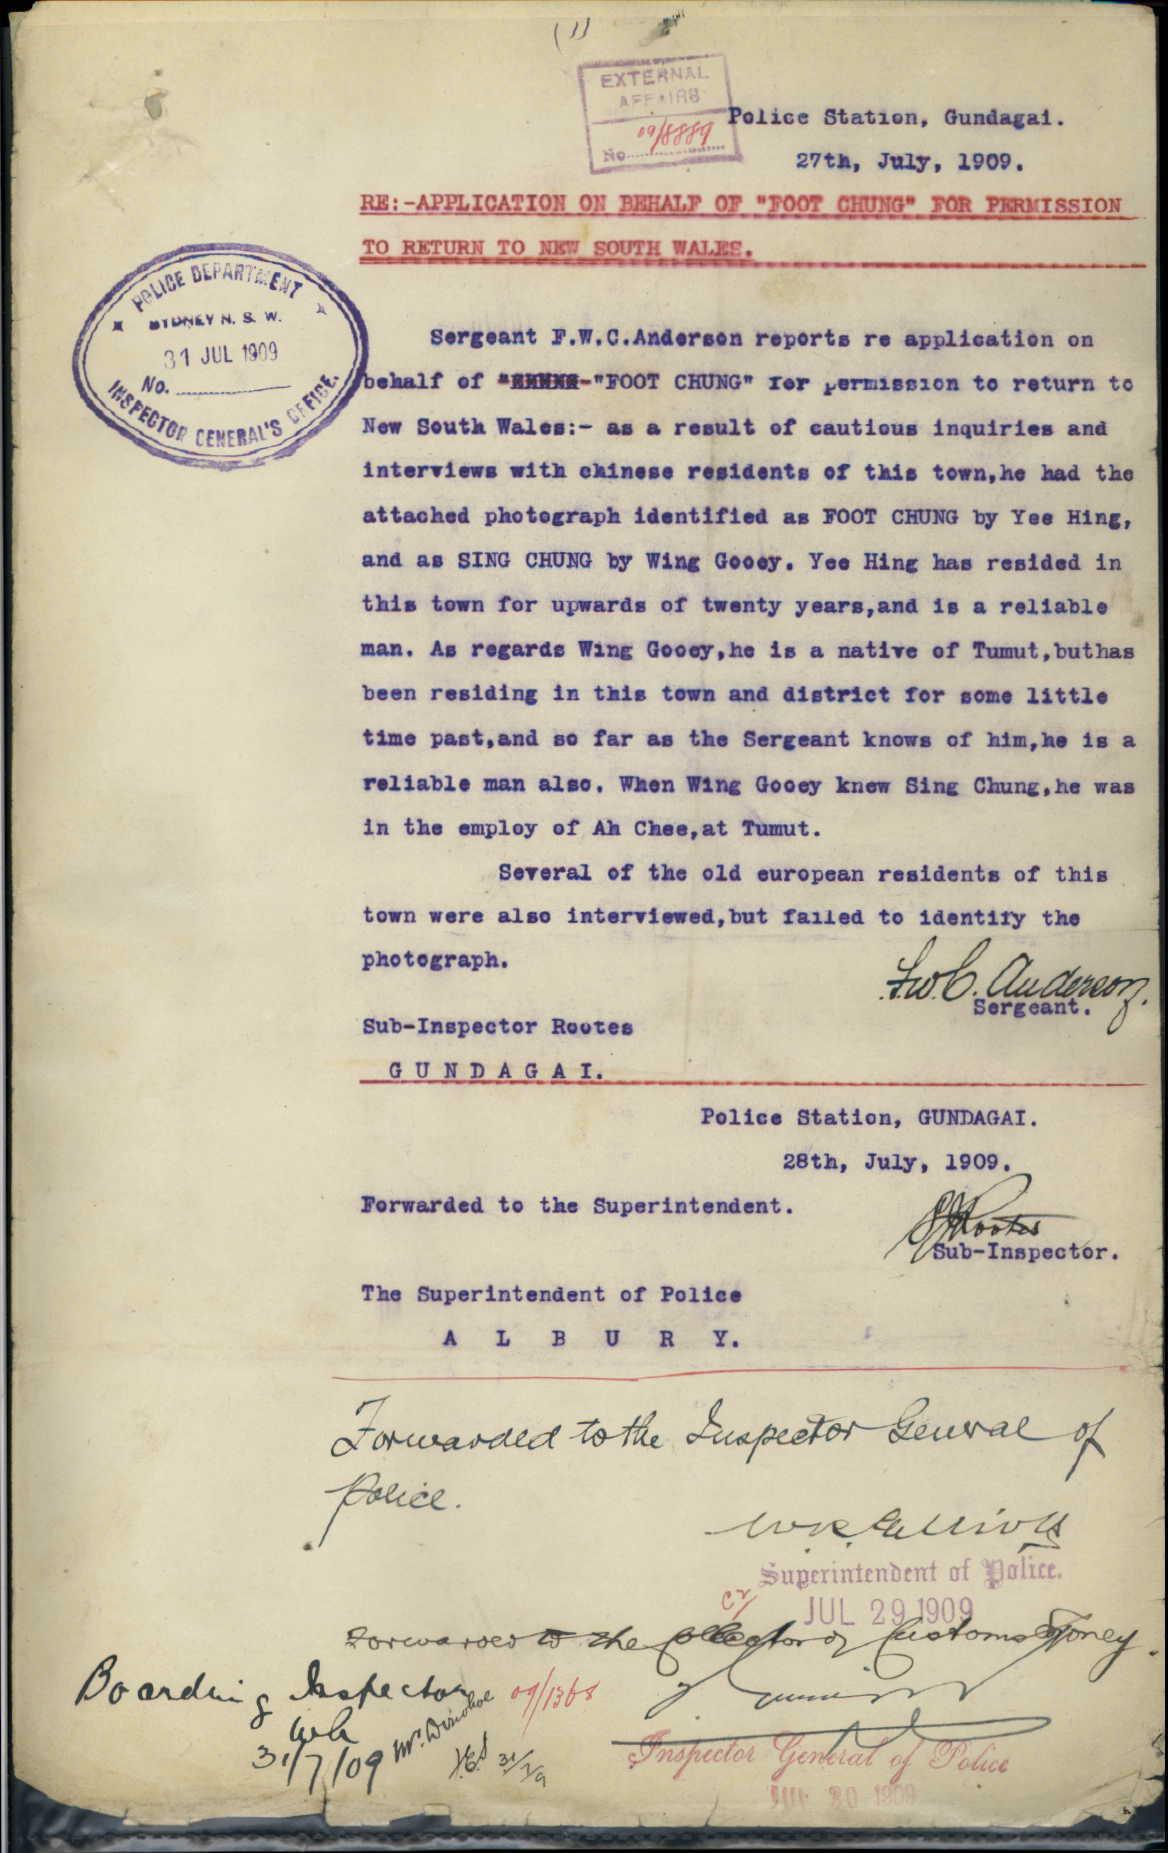 (1)
EXTERNAL
AFFAIRS
No. 09/8889
Police Station, Gundagai.
27th, July, 1909.
RE:-APPLICATION ON BEHALF OF "FOOT CHUNG" FOR PERMISSION
TO RETURN TO NEW SOUTH WALES.
POLICE DEPARTMENT
SYDNEY N. S. W.
31 JUL 1909
No.
INSPECTOR GENERAL'S OFFICE.
Sergeant F.W.C.Anderson reports re application on
behalf of "FOOT CHUNG" for permission to return to
New South Wales:- as a result of cautious inquiries and
interviews with chinese residents of this town,he had the
attached photograph identified as FOOT CHUNG by Yee Hing,
and as SING CHUNG by Wing Gooey. Yee Hing has resided in
this town for upwards of twenty years,and is a reliable
man. As regards Wing Gooey,he is a native of Tumut,buthas
been residing in this town and district for some little
time past,and so far as the Sergeant knows of him,he is a
reliable man also. When Wing Gooey knew Sing Chung,he was
in the employ of Ah Chee,at Tumut.
Several of the old european residents of this
town were also interviewed,but failed to identify the
photograph.
F.W.C. Anderson.
Sergeant.
Sub-Inspector Rootes
G U N D A G A I.
Police Station, GUNDAGAI.
28th, July, 1909.
Forwarded to the Superintendent.
Rootes
Sub-Inspector.
The Superintendent of Police
A L B U R Y.
Forwarded to the Inspector General of
Police.
Superintendent of Police.
JUL 29 1909
Forwarded to the Collector of Customs Sydney.
Boarding Inspector
09/1368
31/7/09
Mr. Donohoe
31/7/9
Inspector General of Police
JUL 30 1909